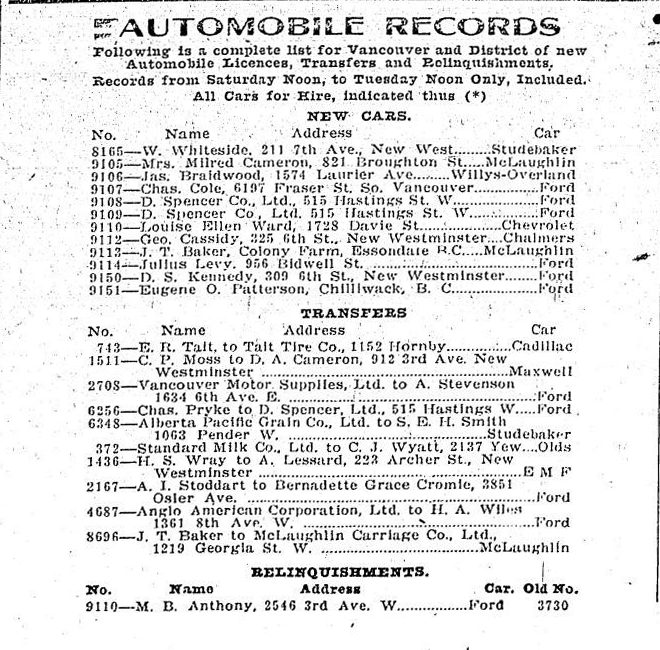 AUTOMOBILE RECORDS
Following is a complete list for Vancouver and District of new
Automobile Licences, Transfers and Relinquishments.
Records from Saturday Noon, to Tuesday Noon Only, Included.
All Cars for Hire, indicated thus (*)
NEW CARS.
No. Name Address Car
8165—W. Whiteside, 211 7th Ave., New West.........Studebaker
9105—Mrs. Milred Cameron, 821 Broughton St.....McLaughlin
9106—Jas. Braidwood, 1574 Laurier Ave........Willys-Overland
9107—Chas. Cole, 6197 Fraser St. So. Vancouver..............Ford
9108—D. Spencer Co., Ltd., 515 Hastings St. W..............Ford
9109—D. Spencer Co., Ltd. 515 Hastings St. W..............Ford
9110—Louise Ellen Ward, 1728 Davie St..............Chevrolet
9112—Geo. Cassidy, 325 6th St., New Westminster....Chalmers
9113—J. T. Baker, Colony Farm, Essondale B.C.....McLaughlin
9114—Julius Levy. 956 Bidwell St. ............................Ford
9150—D. S. Kennedy, 309 6th St., New Westminster........Ford
9151—Eugene O. Patterson, Chilliwack, B. C..............Ford
TRANSFERS
No. Name Address Car
743—E. R. Tait, to Tait Tire Co., 1152 Hornby............Cadillac
1511—C. P. Moss to D. A. Cameron, 912 3rd Ave. New
Westminster ........................................Maxwell
2708—Vancouver Motor Supplies, Ltd. to A. Stevenson
1634 6th Ave. E. ........................................Ford
6256—Chas. Pryke to D. Spencer, Ltd., 515 Hastings W.....Ford
6348—Alberta Pacific Grain Co., Ltd. to S. E. H. Smith
1063 Pender W. ..............................Studebaker
372—Standard Milk Co., Ltd. to C. J. Wyatt, 2137 Yew....Olds
1436—H. S. Wray to A. Lessard, 223 Archer St., New
Westminster ........................................E M F
2167—A. I. Stoddart to Bernadette Grace Cromie, 3851
Osler Ave. ............................................Ford
4687—Anglo American Corporation, Ltd. to H. A. Wiles
1361 8th Ave. W. ....................................Ford
8696—J. T. Baker to McLaughlin Carriage Co., Ltd.,
1219 Georgia St. W. ..............................McLaughlin
RELINQUISHMENTS.
No. Name Address Car. Old No.
9110—M. B. Anthony, 2546 3rd Ave. W................Ford 3730